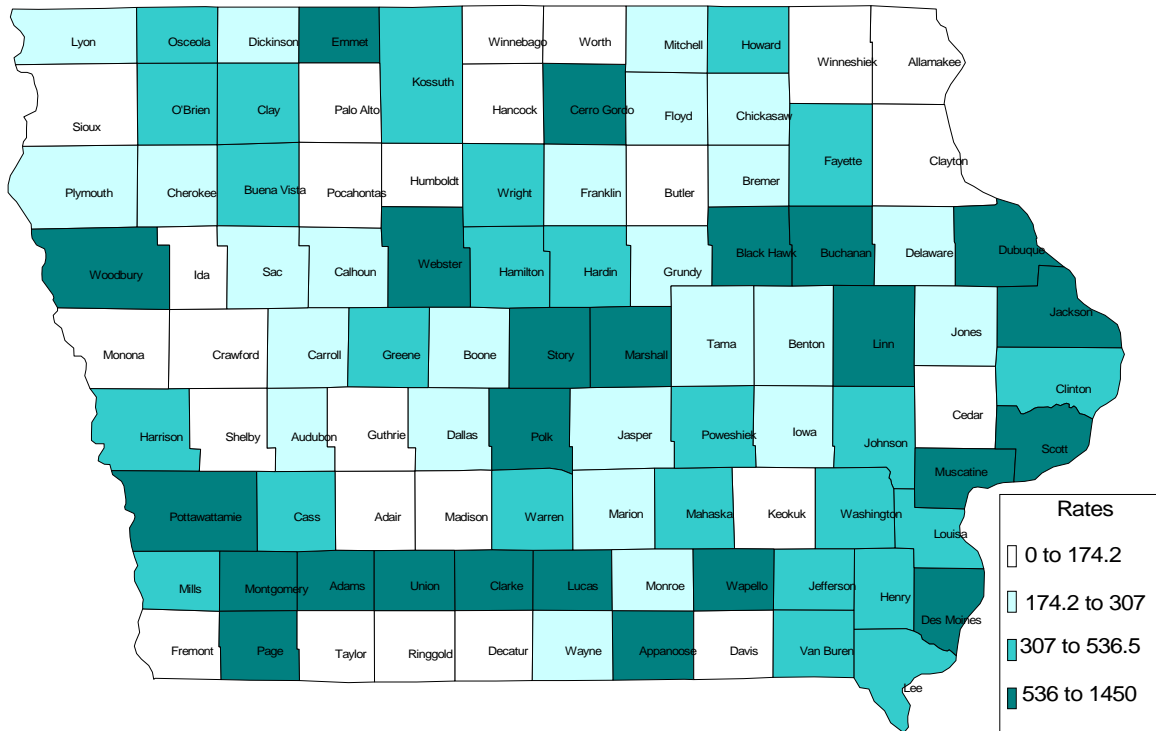 Lyon Osceola Dickinson Emmet Winnebago Worth Mitchell Howard Winneshiek Allamakee
Kossuth
Sioux O'Brien Clay Palo Alto Hancock Cerro Gordo Floyd Chickasaw
Plymouth Cherokee Buena Vista Pocahontas Humboldt Wright Franklin Butler Bremer Fayette Clayton
Woodbury Ida Sac Calhoun Webster Hamilton Hardin Grundy Black Hawk Buchanan Delaware Dubuque
Jackson
Monona Crawford Carroll Greene Boone Story Marshall Tama Benton Linn Jones
Clinton
Harrison Shelby Audubon Guthrie Dallas Polk Jasper Poweshiek Iowa Johnson Cedar
Scott
Muscatine
Pottawattamie Cass Adair Madison Warren Marion Mahaska Keokuk Washington
Louisa
Mills Montgomery Adams Union Clarke Lucas Monroe Wapello Jefferson Henry
Des Moines
Fremont Page Taylor Ringgold Decatur Wayne Appanoose Davis Van Buren
Lee
Rates
0 to 174.2
174.2 to 307
307 to 536.5
536 to 1450